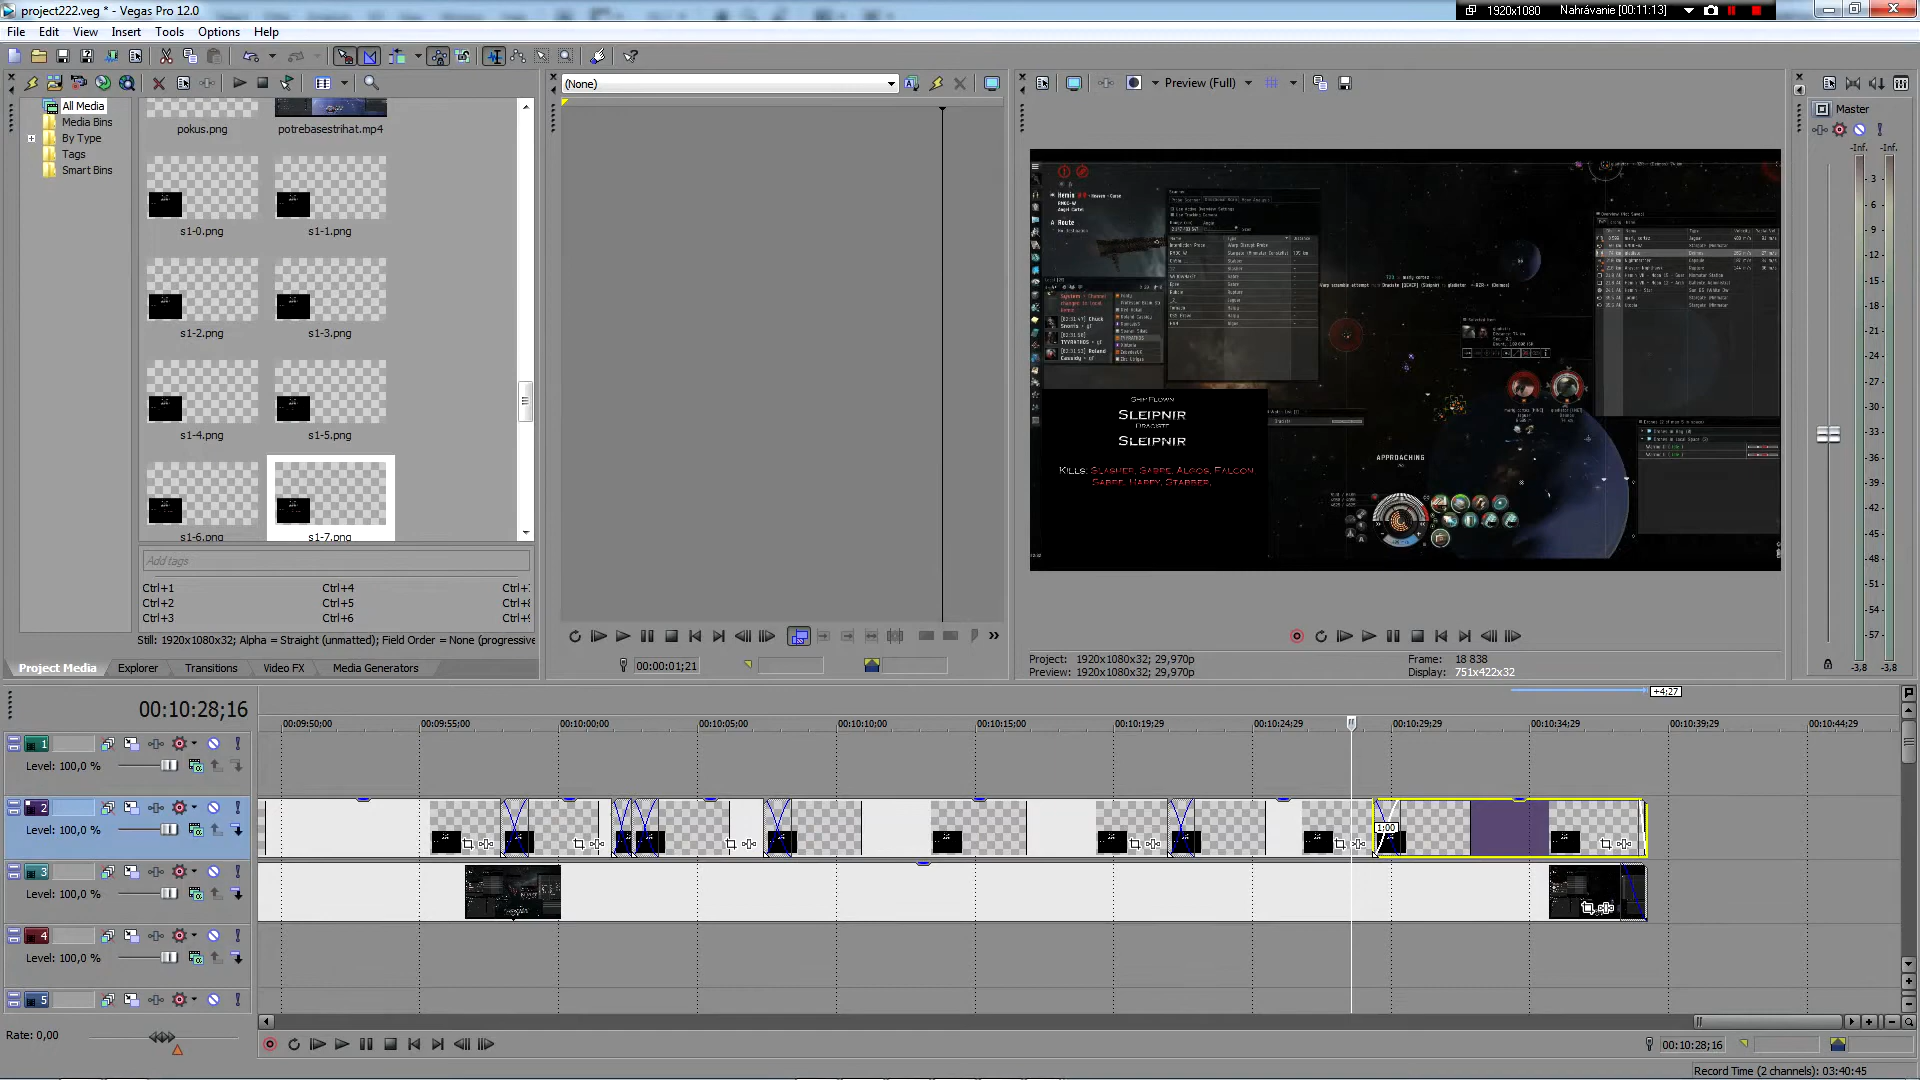 project222.veg * - Vegas Pro 12.0
1920x1080
Nahrávanie [00:11:13]
File Edit View Insert Tools Options Help
(None)
Preview (Full)
All Media
Media Bins
By Type
Tags
Smart Bins
pokus.png
potrebasestrihat.mp4
s1-0.png
s1-1.png
s1-2.png
s1-3.png
s1-4.png
s1-5.png
s1-6.png
s1-7.png
Add tags
Ctrl+1 Ctrl+4
Ctrl+2 Ctrl+5
Ctrl+3 Ctrl+6
Still: 1920x1080x32; Alpha = Straight (unmatted); Field Order = None (progressive
Project Media Explorer Transitions Video FX Media Generators
00:00:01;21
Route
Ship Flown
Sleipnir
Draciste
Sleipnir
Kills: Slasher, Sabre, Algos, Falcon
Sabre, Harpy, Stabber,
APPROACHING
Project: 1920x1080x32; 29,970p
Preview: 1920x1080x32; 29,970p
Frame: 18 838
Display: 751x422x32
Master
-Inf. -Inf.
- 3 -
- 6 -
- 9 -
-12-
-15-
-18-
-21-
-24-
-27-
-30-
-33-
-36-
-39-
-42-
-45-
-48-
-51-
-54-
-57-
-3,8 -3,8
+4;27
00:10:28;16
00:09:50;00 00:09:55;00 00:10:00;00 00:10:05;00 00:10:10;00 00:10:15;00 00:10:19;29 00:10:24;29 00:10:29;29 00:10:34;29 00:10:39;29 00:10:44;29
1
Level: 100,0 %
2
Level: 100,0 %
1:00
3
Level: 100,0 %
4
Level: 100,0 %
5
Rate: 0,00
00:10:28;16
Record Time (2 channels): 03:40:45